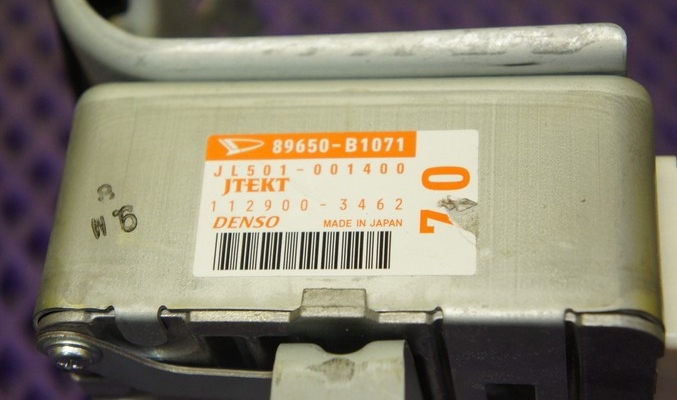 89650-B1071
JL501-001400
JTEKT
112900-3462
DENSO MADE IN JAPAN
70